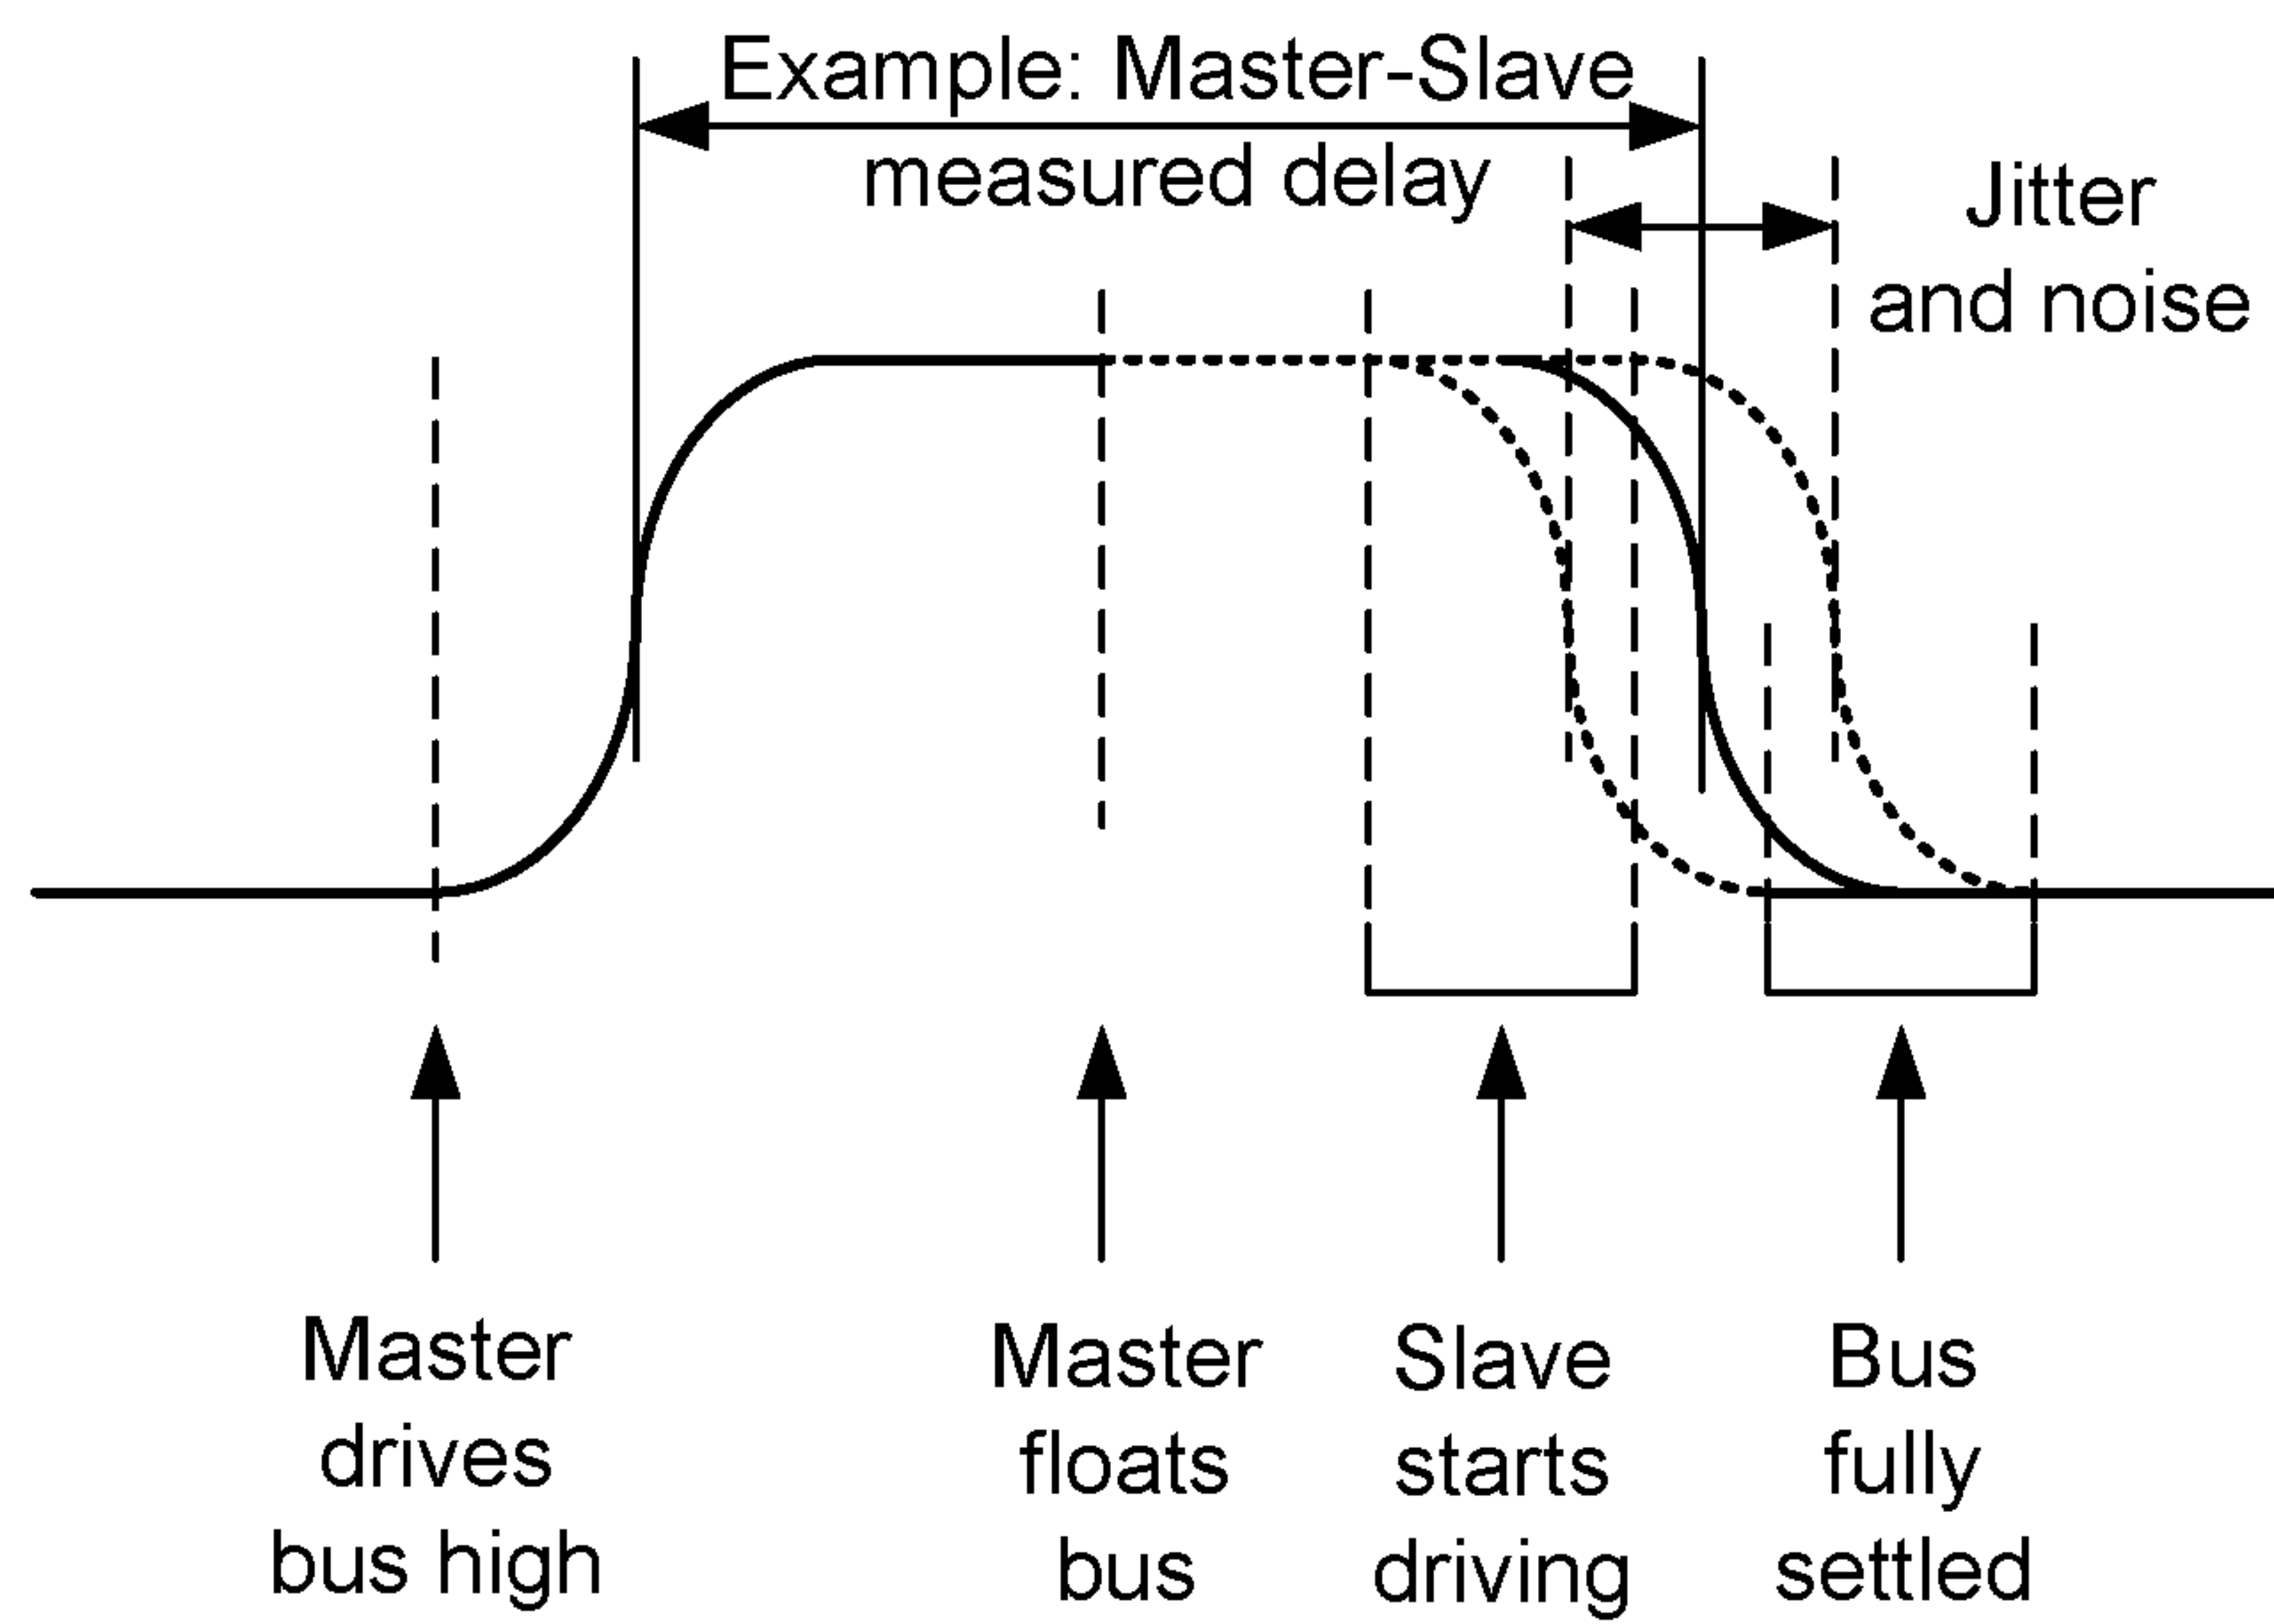 Example: Master-Slave
measured delay
Jitter
and noise
Master
drives
bus high
Master
floats
bus
Slave
starts
driving
Bus
fully
settled